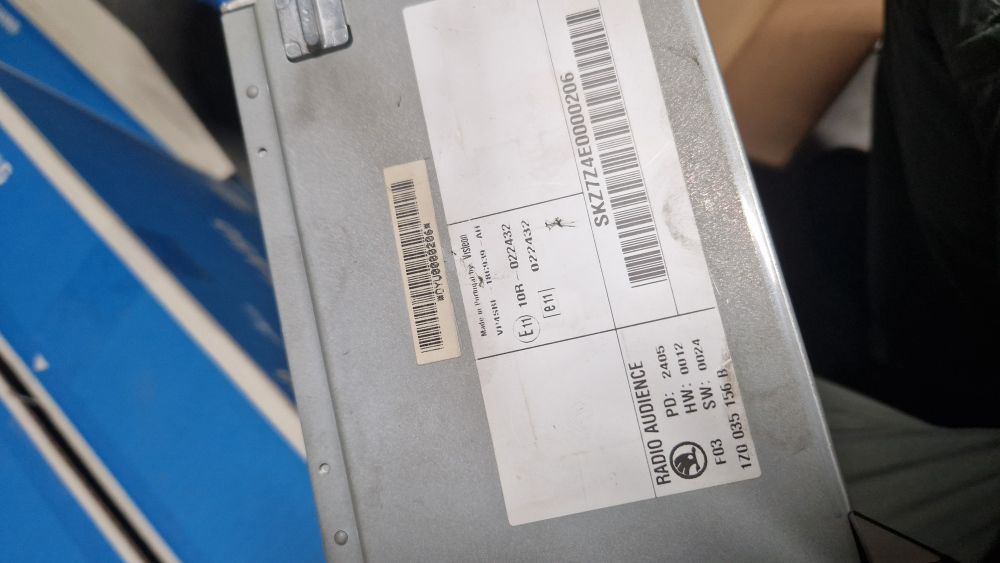 SKZ7Z4E0000206
Made in Portugal by: Visteon
E11 10R - 022432
e11 022432
RADIO AUDIENCE
PD: 2405
HW: 0012
SW: 0024
F03
1Z0 035 156 B